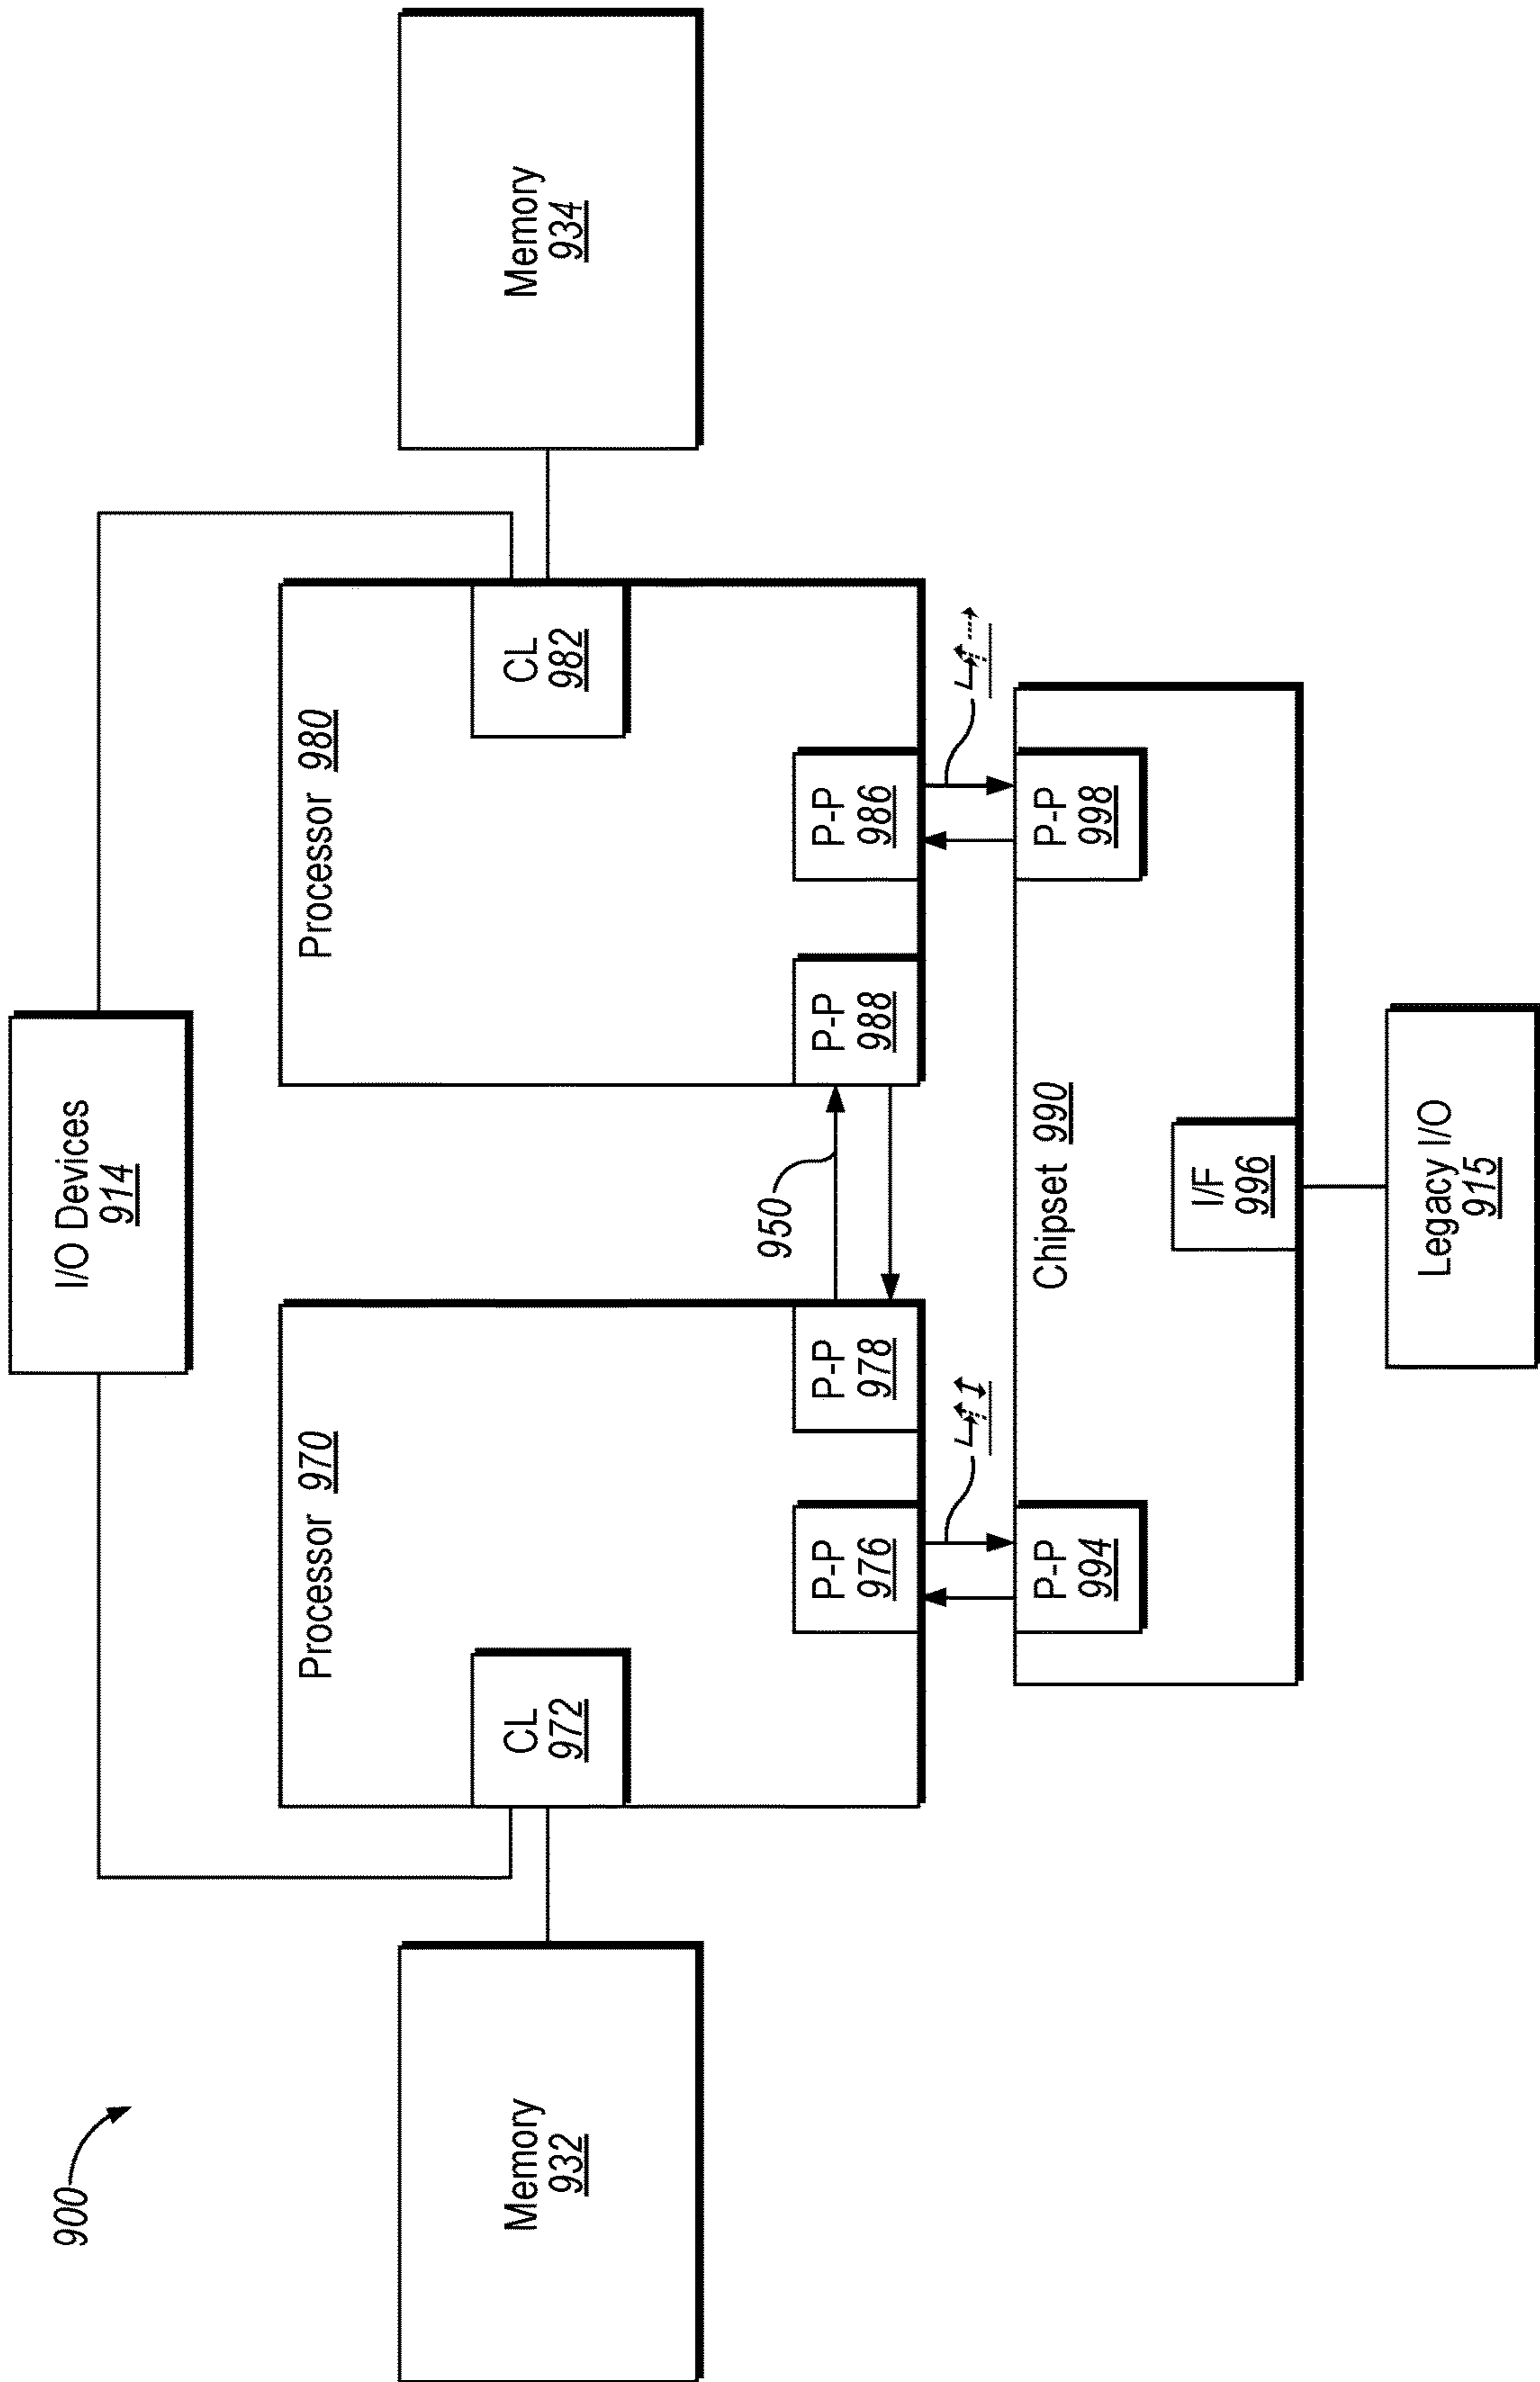 900
I/O Devices
914
Memory
932
Processor 970
CL
972
P-P
976
P-P
978
950
Processor 980
CL
982
P-P
988
P-P
986
Memory
934
P-P
994
Chipset 990
P-P
998
I/F
996
Legacy I/O
915